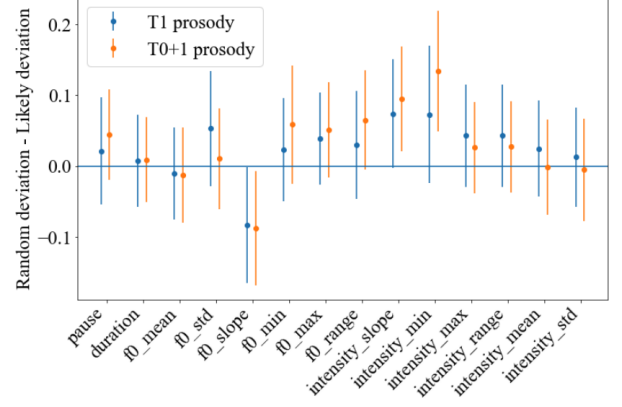 0.2
0.1
0.0
−0.1
Random deviation - Likely deviation
T1 prosody
T0+1 prosody
pause
duration
f0_mean
f0_std
f0_slope
f0_min
f0_max
f0_range
intensity_slope
intensity_min
intensity_max
intensity_range
intensity_mean
intensity_std